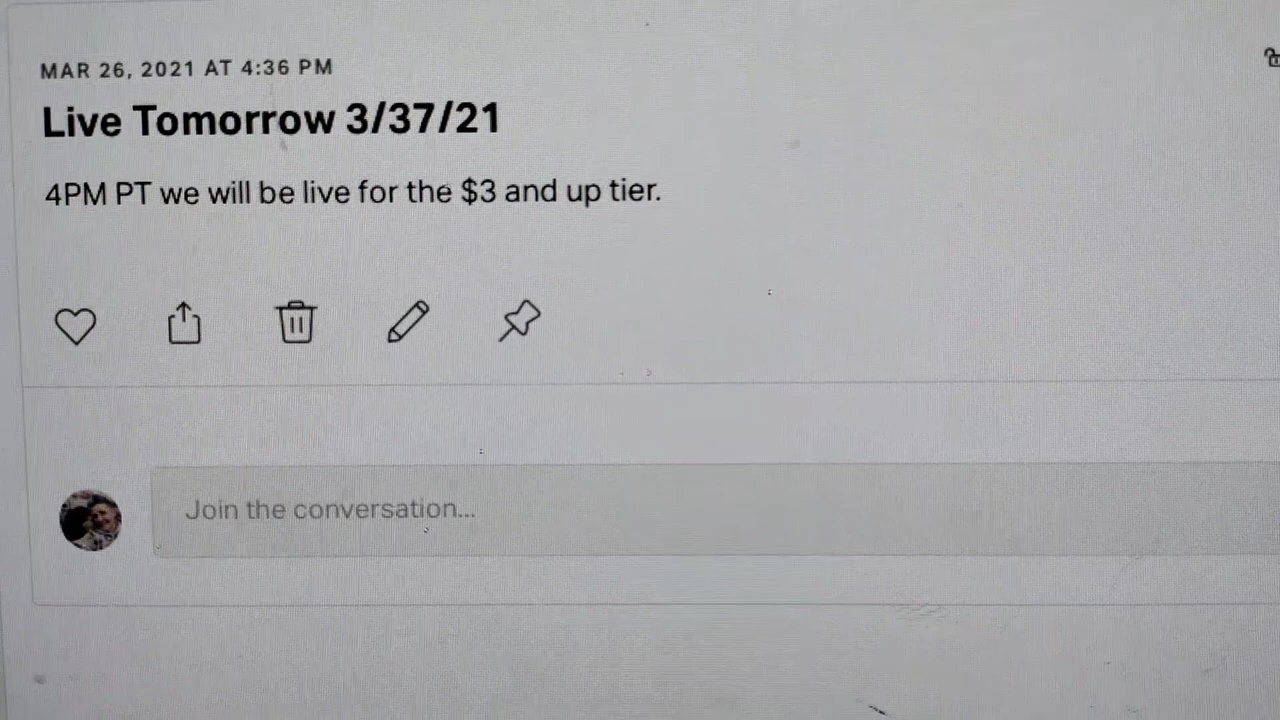 MAR 26, 2021 AT 4:36 PM
Live Tomorrow 3/37/21
4PM PT we will be live for the $3 and up tier.
Join the conversation...